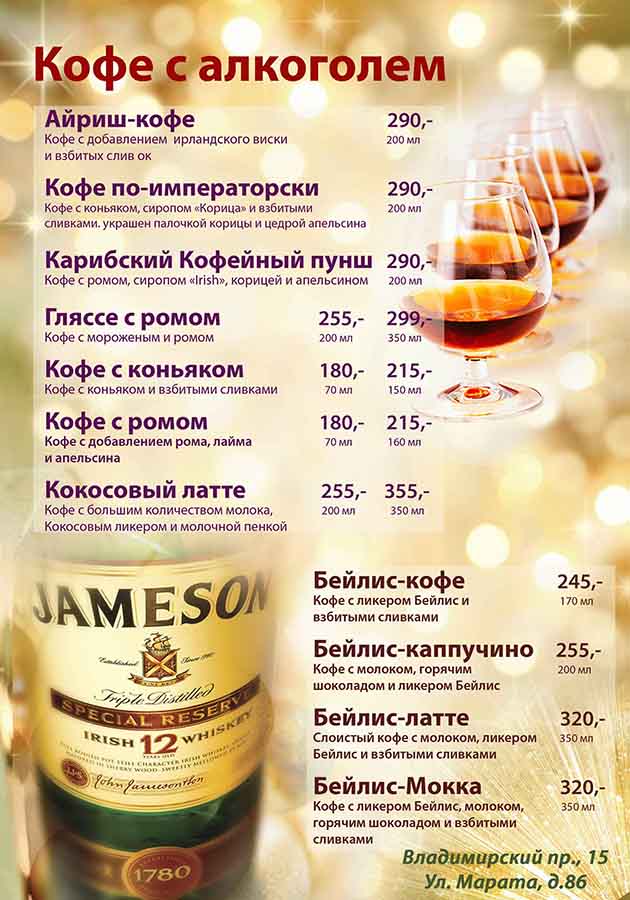 Кофе с алкоголем
Айриш-кофе 290,-
Кофе с добавлением ирландского виски 200 мл
и взбитых слив ок
Кофе по-императорски 290,-
Кофе с коньяком, сиропом «Корица» и взбитыми 200 мл
сливками. украшен палочкой корицы и цедрой апельсина
Карибский Кофейный пунш 290,-
Кофе с ромом, сиропом «Irish», корицей и апельсином 200 мл
Гляссе с ромом 255,- 299,-
Кофе с мороженым и ромом 200 мл 350 мл
Кофе с коньяком 180,- 215,-
Кофе с коньяком и взбитыми сливками 70 мл 150 мл
Кофе с ромом 180,- 215,-
Кофе с добавлением рома, лайма 70 мл 160 мл
и апельсина
Кокосовый латте 255,- 355,-
Кофе с большим количеством молока, 200 мл 350 мл
Кокосовым ликером и молочной пенкой
Бейлис-кофе 245,-
Кофе с ликером Бейлис и 170 мл
взбитыми сливками
Бейлис-каппучино 255,-
Кофе с молоком, горячим 200 мл
шоколадом и ликером Бейлис
Бейлис-латте 320,-
Слоистый кофе с молоком, ликером 350 мл
Бейлис и взбитыми сливками
Бейлис-Мокка 320,-
Кофе с ликером Бейлис, молоком, 350 мл
горячим шоколадом и взбитыми
сливками
Владимирский пр., 15
Ул. Марата, д.86
JAMESON
Established Since 1780
Triple Distilled
SPECIAL RESERVE
IRISH 12 WHISKEY
YEARS OLD
John Jameson & Son
1780